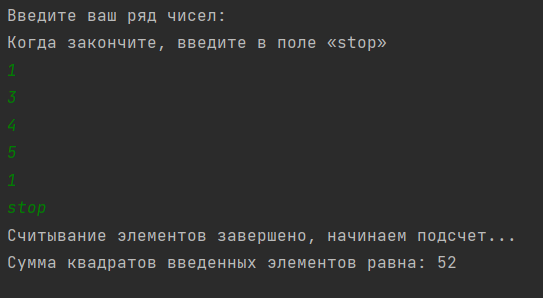 Введите ваш ряд чисел:
Когда закончите, введите в поле «stop»
1
3
4
5
1
stop
Считывание элементов завершено, начинаем подсчет...
Сумма квадратов введенных элементов равна: 52